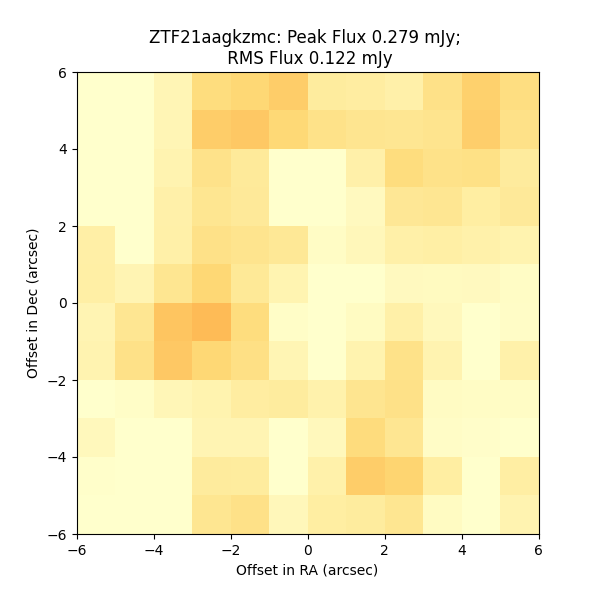 ZTF21aagkzmc: Peak Flux 0.279 mJy;
RMS Flux 0.122 mJy
6
4
2
0
−2
−4
−6
Offset in Dec (arcsec)
−6 −4 −2 0 2 4 6
Offset in RA (arcsec)